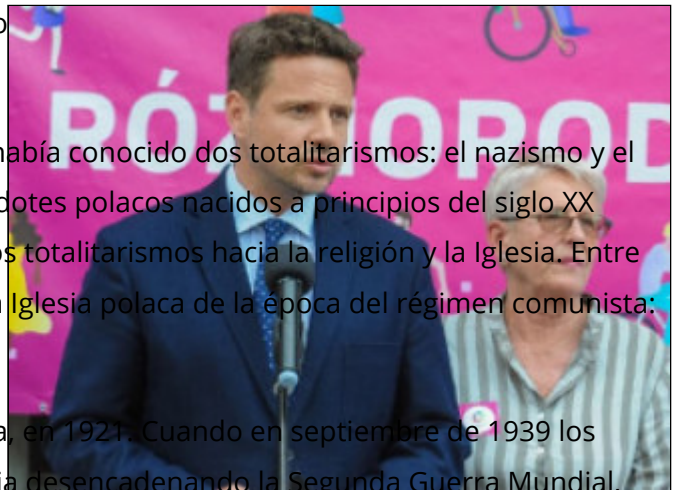 o
RÓŻNOROD
había conocido dos totalitarismos: el nazismo y el
dotes polacos nacidos a principios del siglo XX
s totalitarismos hacia la religión y la Iglesia. Entre
Iglesia polaca de la época del régimen comunista:
a, en 1921. Cuando en septiembre de 1939 los
ia desencadenando la Segunda Guerra Mundial.